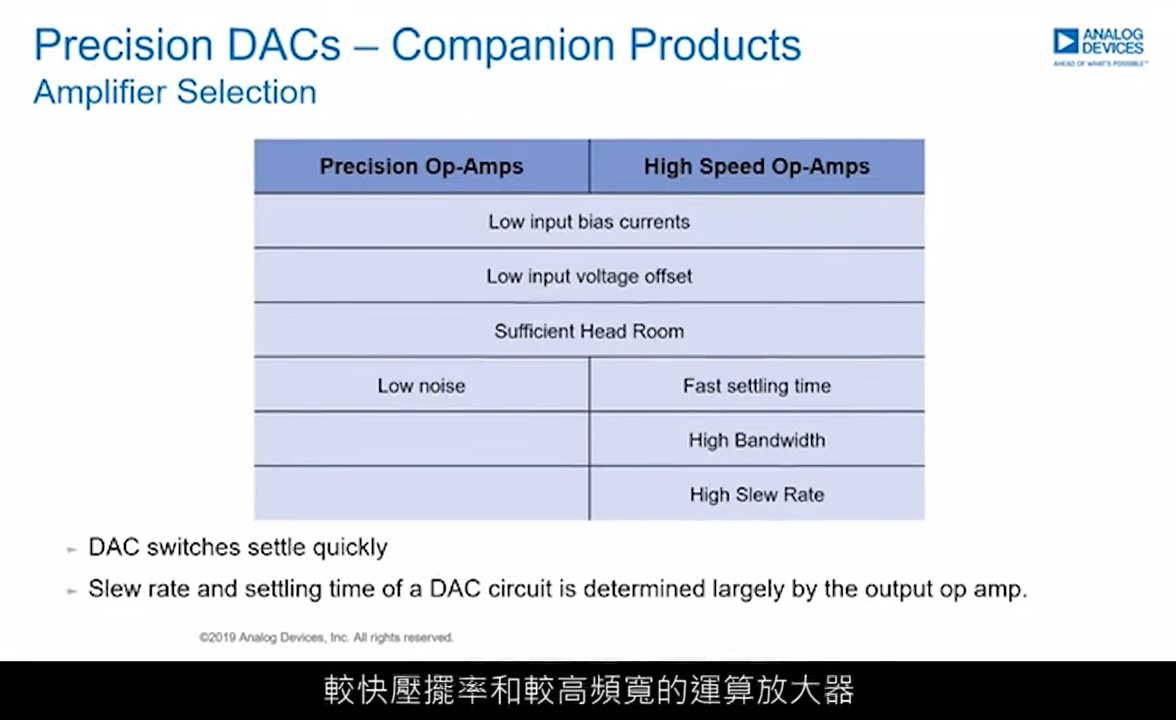 Precision DACs – Companion Products
Amplifier Selection
ANALOG
DEVICES
AHEAD OF WHAT'S POSSIBLE™
Precision Op-Amps
High Speed Op-Amps
Low input bias currents
Low input voltage offset
Sufficient Head Room
Low noise
Fast settling time
High Bandwidth
High Slew Rate
► DAC switches settle quickly
► Slew rate and settling time of a DAC circuit is determined largely by the output op amp.
©2019 Analog Devices, Inc. All rights reserved.
較快壓擺率和較高頻寬的運算放大器